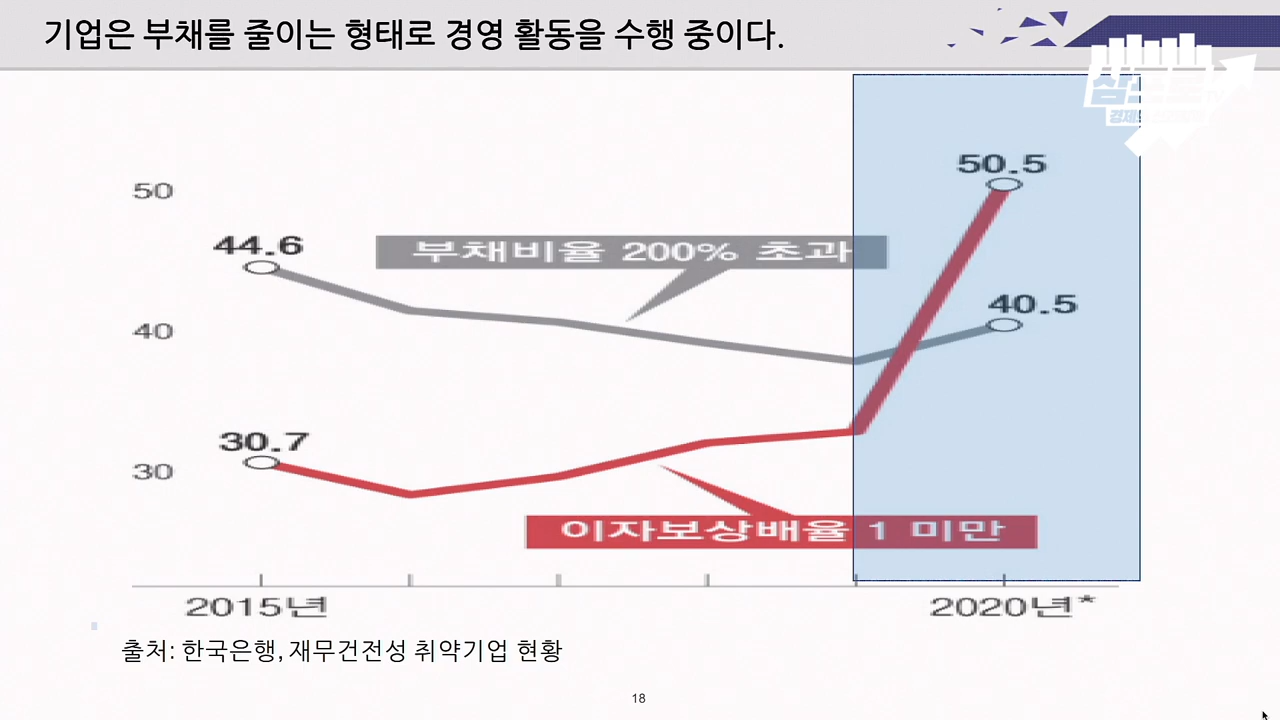 기업은 부채를 줄이는 형태로 경영 활동을 수행 중이다.
50.5
50
44.6
부채비율 200% 초과
40.5
40
30.7
30
이자보상배율 1 미만
2015년
2020년*
출처: 한국은행, 재무건전성 취약기업 현황
18